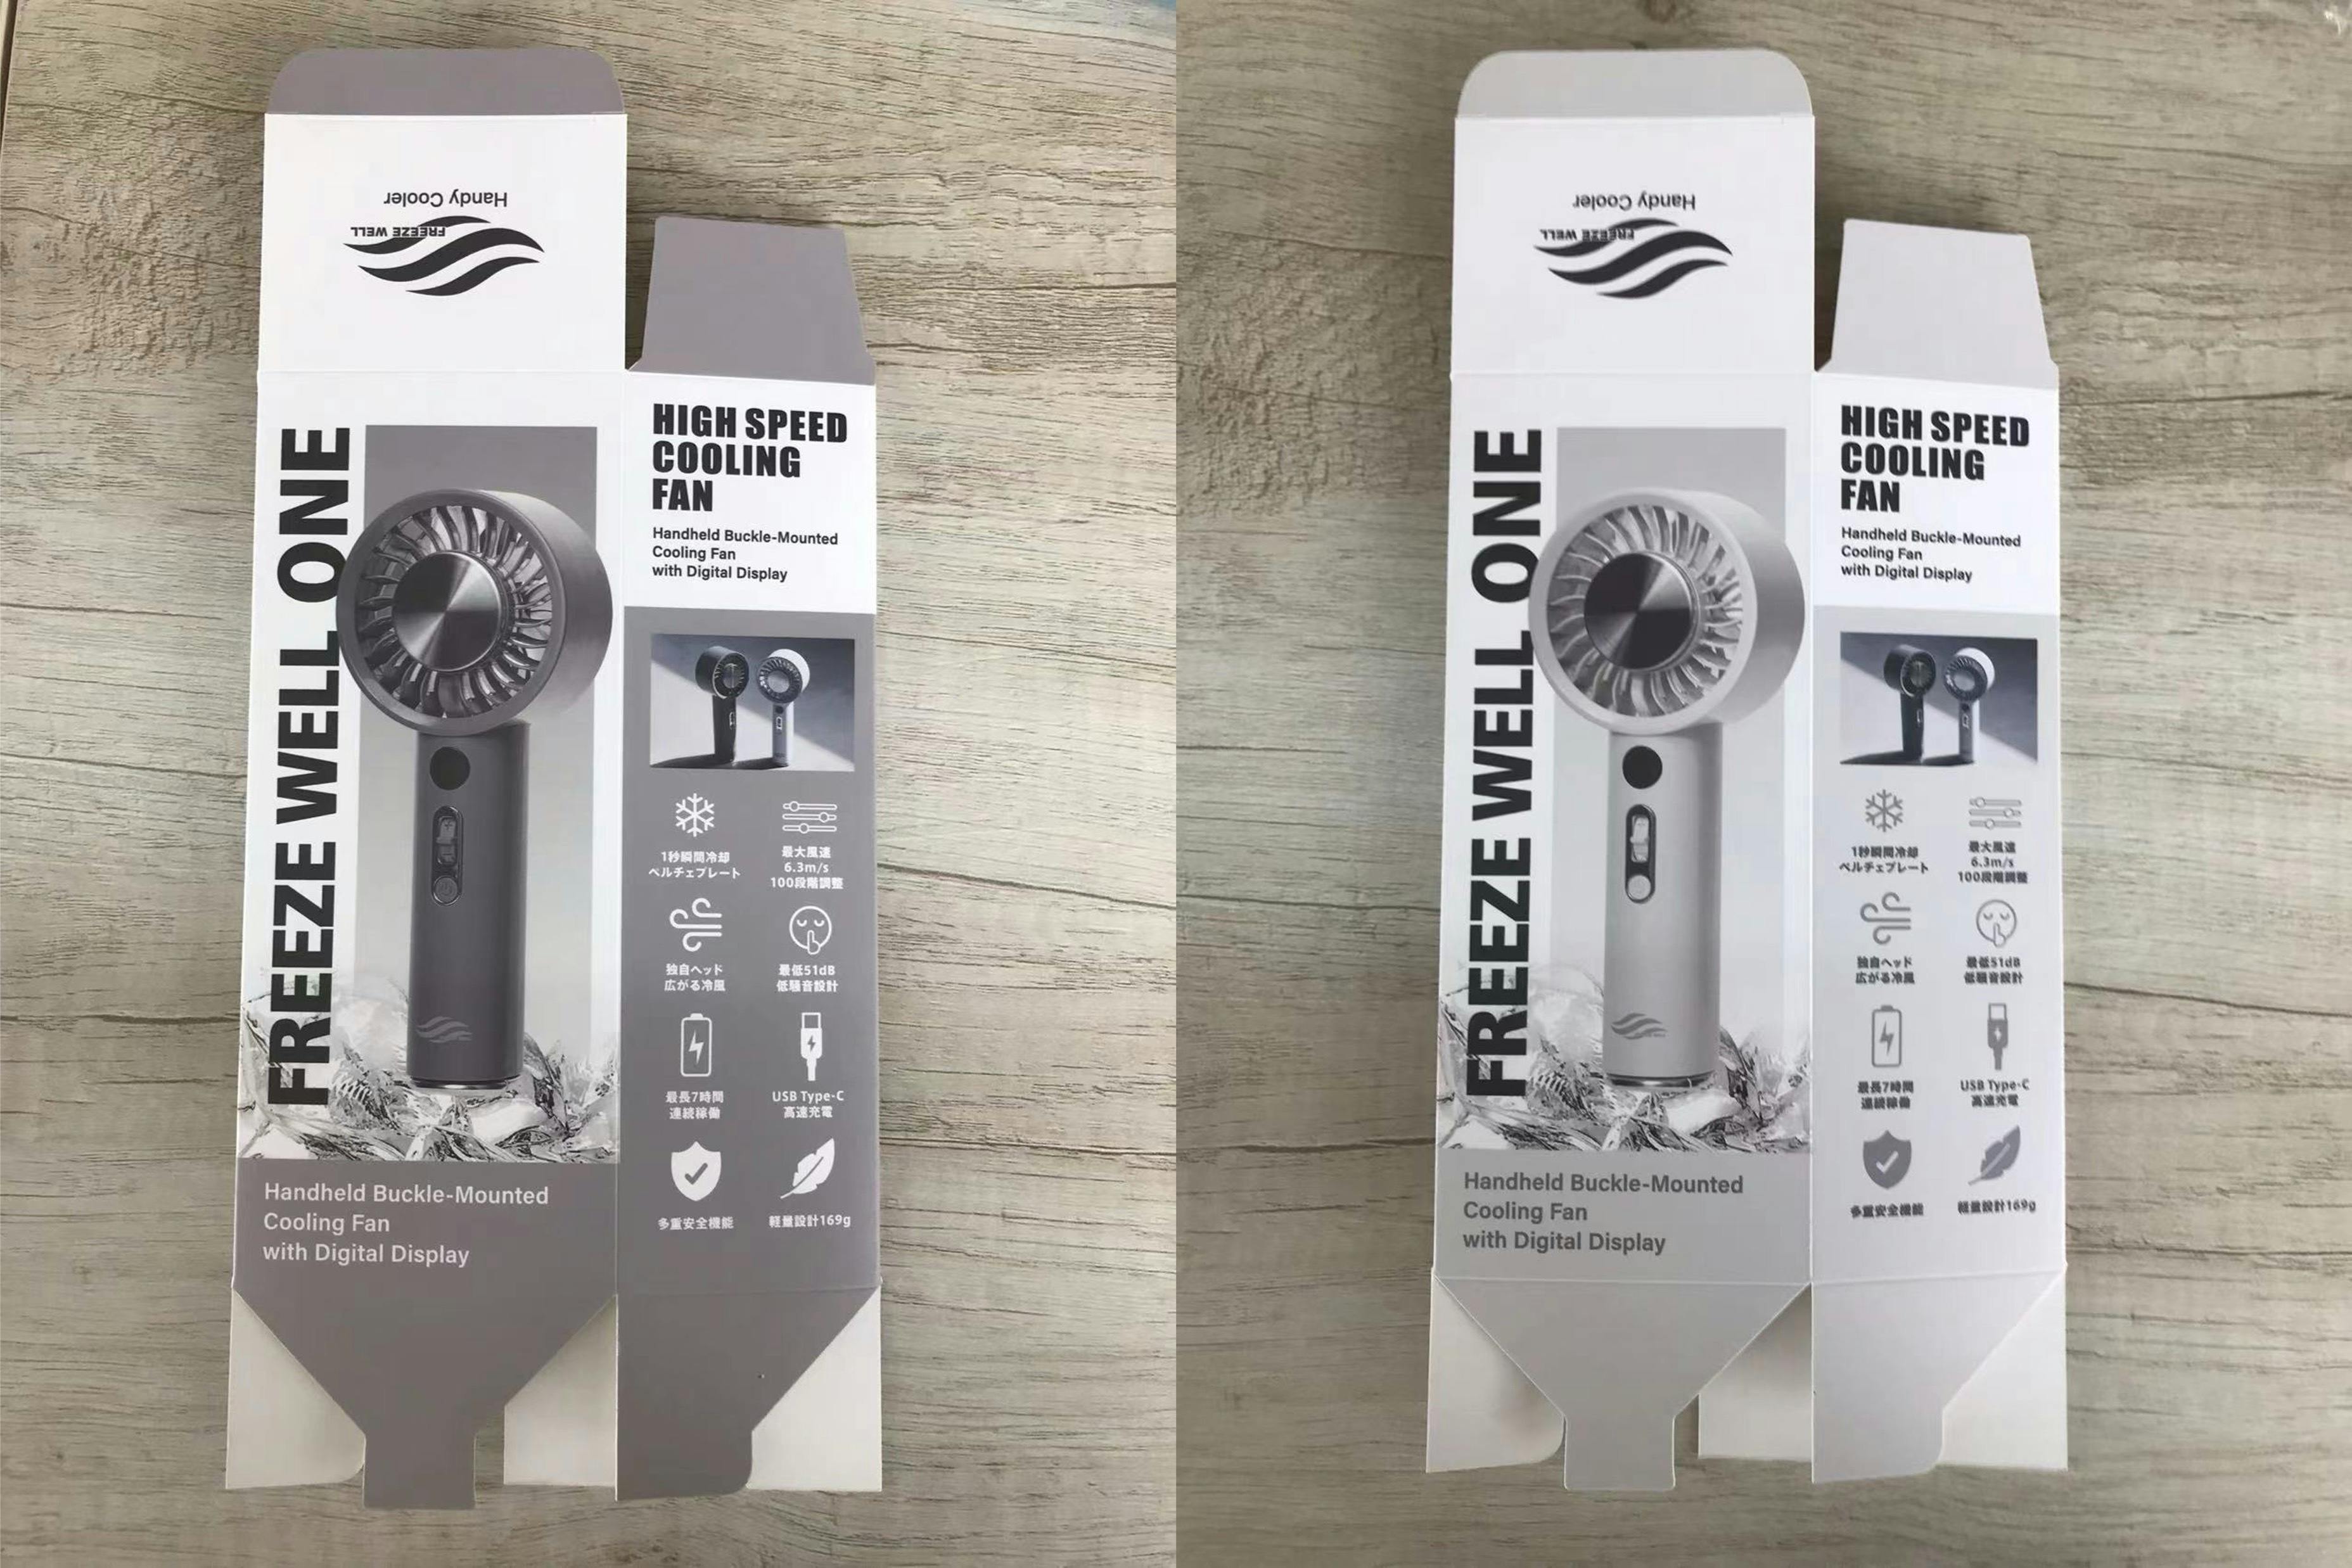 Handy Cooler
FREEZE WELL
FREEZE WELL ONE
Handheld Buckle-Mounted
Cooling Fan
with Digital Display
HIGH SPEED
COOLING
FAN
Handheld Buckle-Mounted
Cooling Fan
with Digital Display
1秒瞬間冷却
ペルチェプレート
最大風速
6.3m/s
100段階調整
独自ヘッド
広がる冷風
最低51dB
低騒音設計
最長7時間
連続稼働
USB Type-C
高速充電
多重安全機能
軽量設計169g
Handy Cooler
FREEZE WELL
FREEZE WELL ONE
Handheld Buckle-Mounted
Cooling Fan
with Digital Display
HIGH SPEED
COOLING
FAN
Handheld Buckle-Mounted
Cooling Fan
with Digital Display
1秒瞬間冷却
ペルチェプレート
最大風速
6.3m/s
100段階調整
独自ヘッド
広がる冷風
最低51dB
低騒音設計
最長7時間
連続稼働
USB Type-C
高速充電
多重安全機能
軽量設計169g